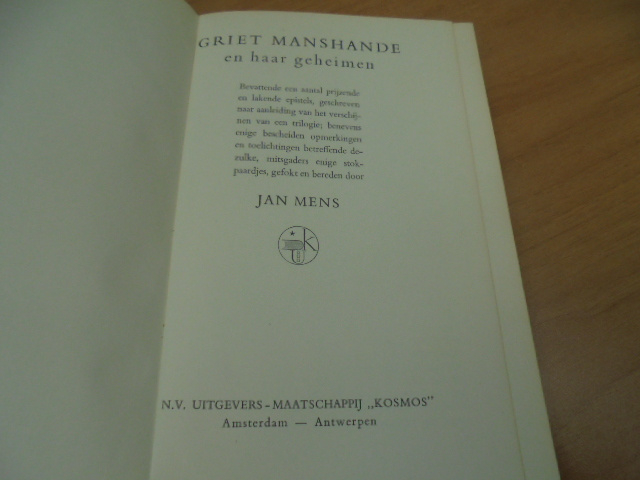 GRIET MANSHANDE
en haar geheimen
Bevattende een aantal prijzende
en lakende epistels, geschreven
naar aanleiding van het verschij-
nen van een trilogie; benevens
enige bescheiden opmerkingen
en toelichtingen betreffende de-
zulke, mitsgaders enige stok-
paardjes, gefokt en bereden door
JAN MENS
K
U
N.V. UITGEVERS-MAATSCHAPPIJ „KOSMOS"
Amsterdam — Antwerpen